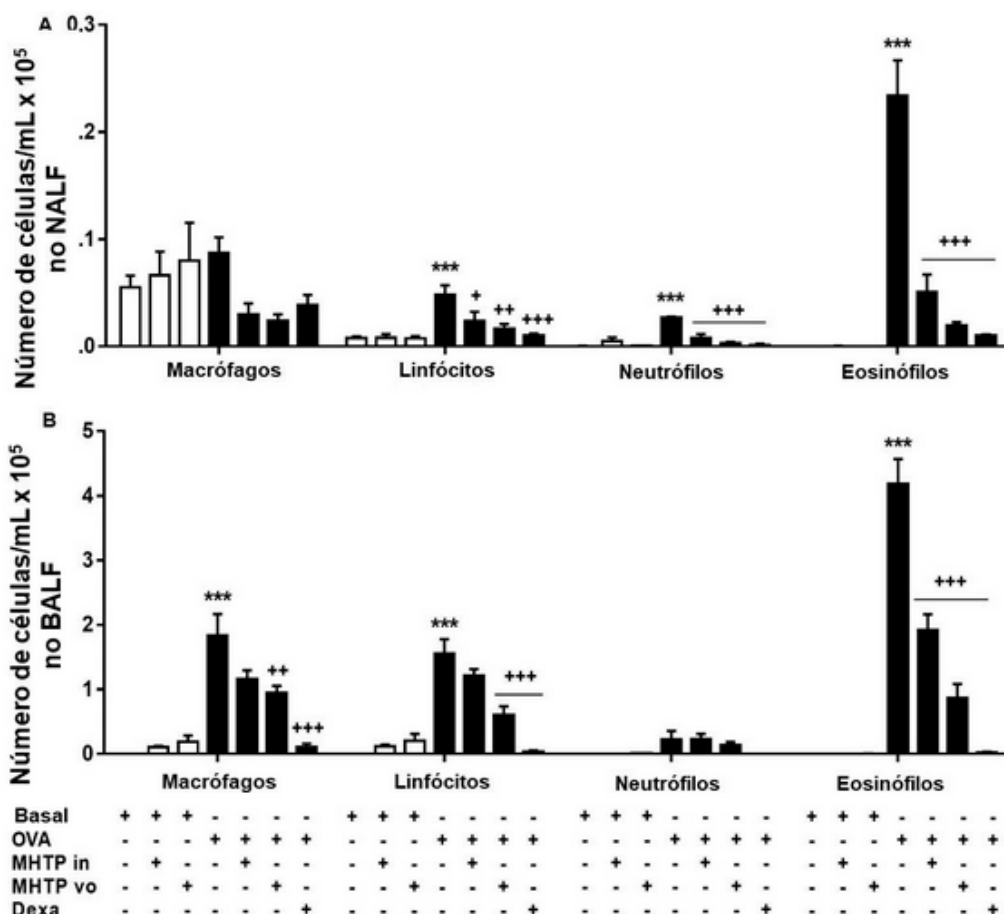 A
Número de células/mL x 10⁵
no NALF
0.3
.2
.1
.0
***
+
++
+++
***
+++
***
+++
Macrófagos Linfócitos Neutrófilos Eosinófilos
B
Número de células/mL x 10⁵
no BALF
5
4
3
2
1
0
***
++
+++
***
+++
***
+++
Macrófagos Linfócitos Neutrófilos Eosinófilos
Basal + + + - - - - + + + - - - - + + + - - - - + + + - - - -
OVA - - - + + + + - - - + + + + - - - + + + + - - - + + + +
MHTP in - + - - + - - - + - - + - - - + - - + - - - + - - + - -
MHTP vo - - + - - + - - - + - - + - - - + - - + - - - + - - + -
Dexa - - - - - - + - - - - - - + - - - - - - + - - - - - - +